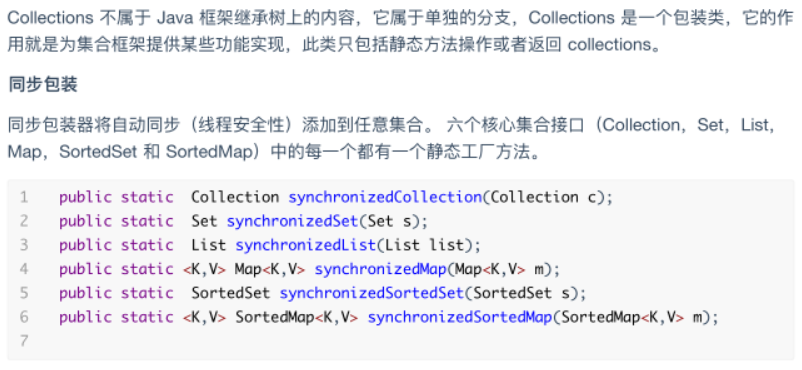 Collections 不属于 Java 框架继承树上的内容，它属于单独的分支，Collections 是一个包装类，它的作
用就是为集合框架提供某些功能实现，此类只包括静态方法操作或者返回 collections。
同步包装
同步包装器将自动同步（线程安全性）添加到任意集合。 六个核心集合接口（Collection，Set，List，
Map，SortedSet 和 SortedMap）中的每一个都有一个静态工厂方法。
1 public static  Collection synchronizedCollection(Collection c);
2 public static  Set synchronizedSet(Set s);
3 public static  List synchronizedList(List list);
4 public static <K,V> Map<K,V> synchronizedMap(Map<K,V> m);
5 public static  SortedSet synchronizedSortedSet(SortedSet s);
6 public static <K,V> SortedMap<K,V> synchronizedSortedMap(SortedMap<K,V> m);
7